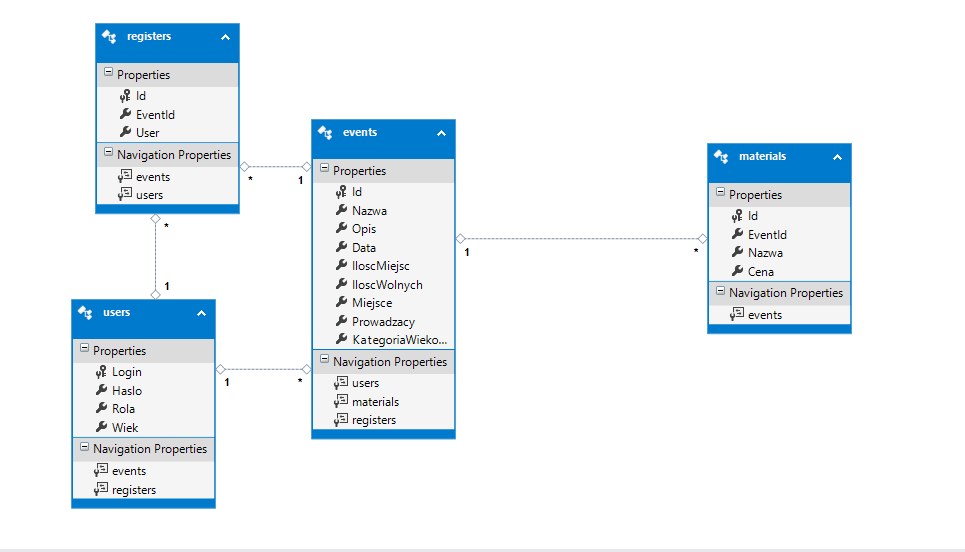 registers
Properties
Id
EventId
User
Navigation Properties
events
users
*
1
*
1
events
Properties
Id
Nazwa
Opis
Data
IloscMiejsc
IloscWolnych
Miejsce
Prowadzacy
KategoriaWieko...
Navigation Properties
users
materials
registers
1
*
materials
Properties
Id
EventId
Nazwa
Cena
Navigation Properties
events
users
Properties
Login
Haslo
Rola
Wiek
Navigation Properties
events
registers
1
*